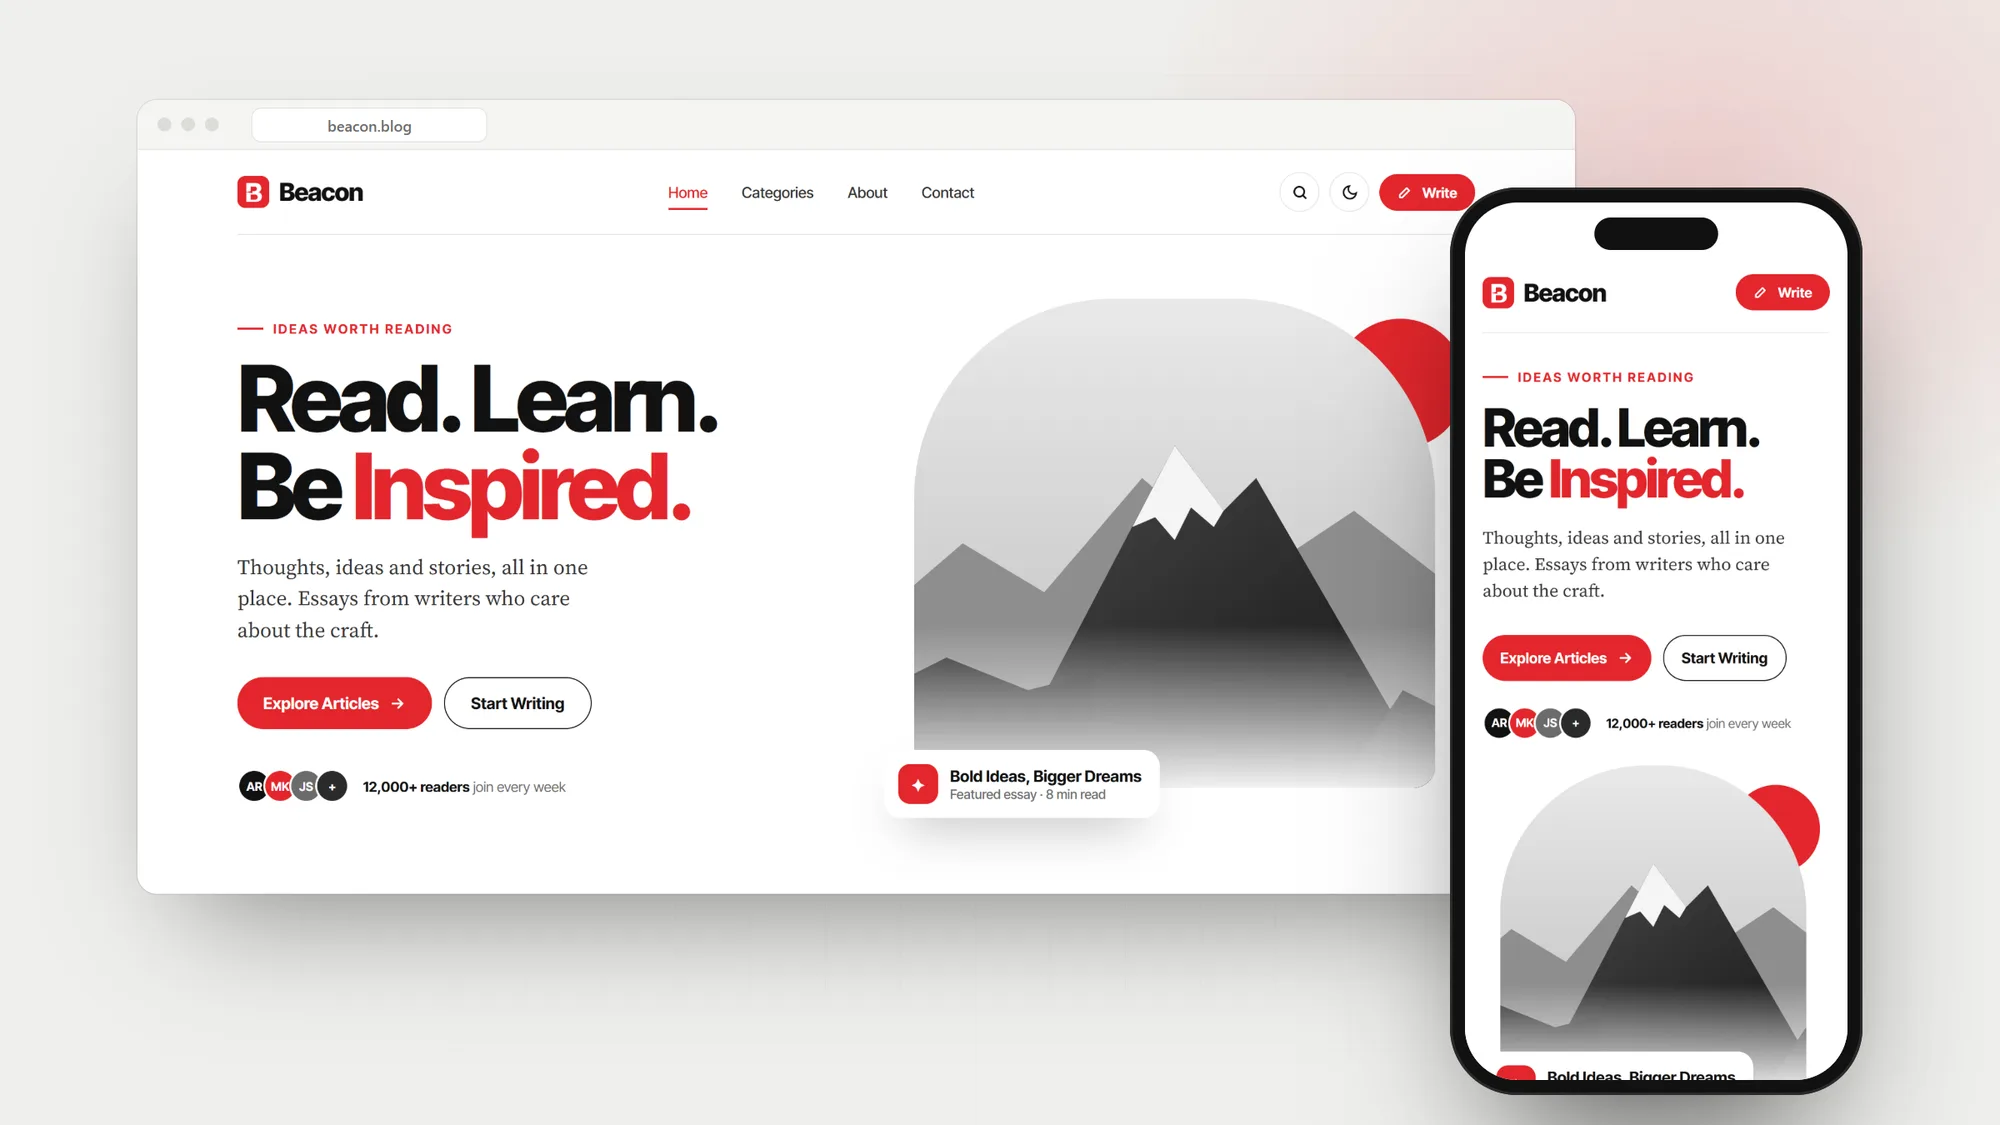 beacon.blog
B Beacon
Home Categories About Contact
Write
IDEAS WORTH READING
Read. Learn.
Be Inspired.
Thoughts, ideas and stories, all in one
place. Essays from writers who care
about the craft.
Explore Articles → Start Writing
AR MK JS + 12,000+ readers join every week
Bold Ideas, Bigger Dreams
Featured essay · 8 min read
B Beacon
Write
IDEAS WORTH READING
Read. Learn.
Be Inspired.
Thoughts, ideas and stories, all in one
place. Essays from writers who care
about the craft.
Explore Articles → Start Writing
AR MK JS + 12,000+ readers join every week
Bold Ideas, Bigger Dreams